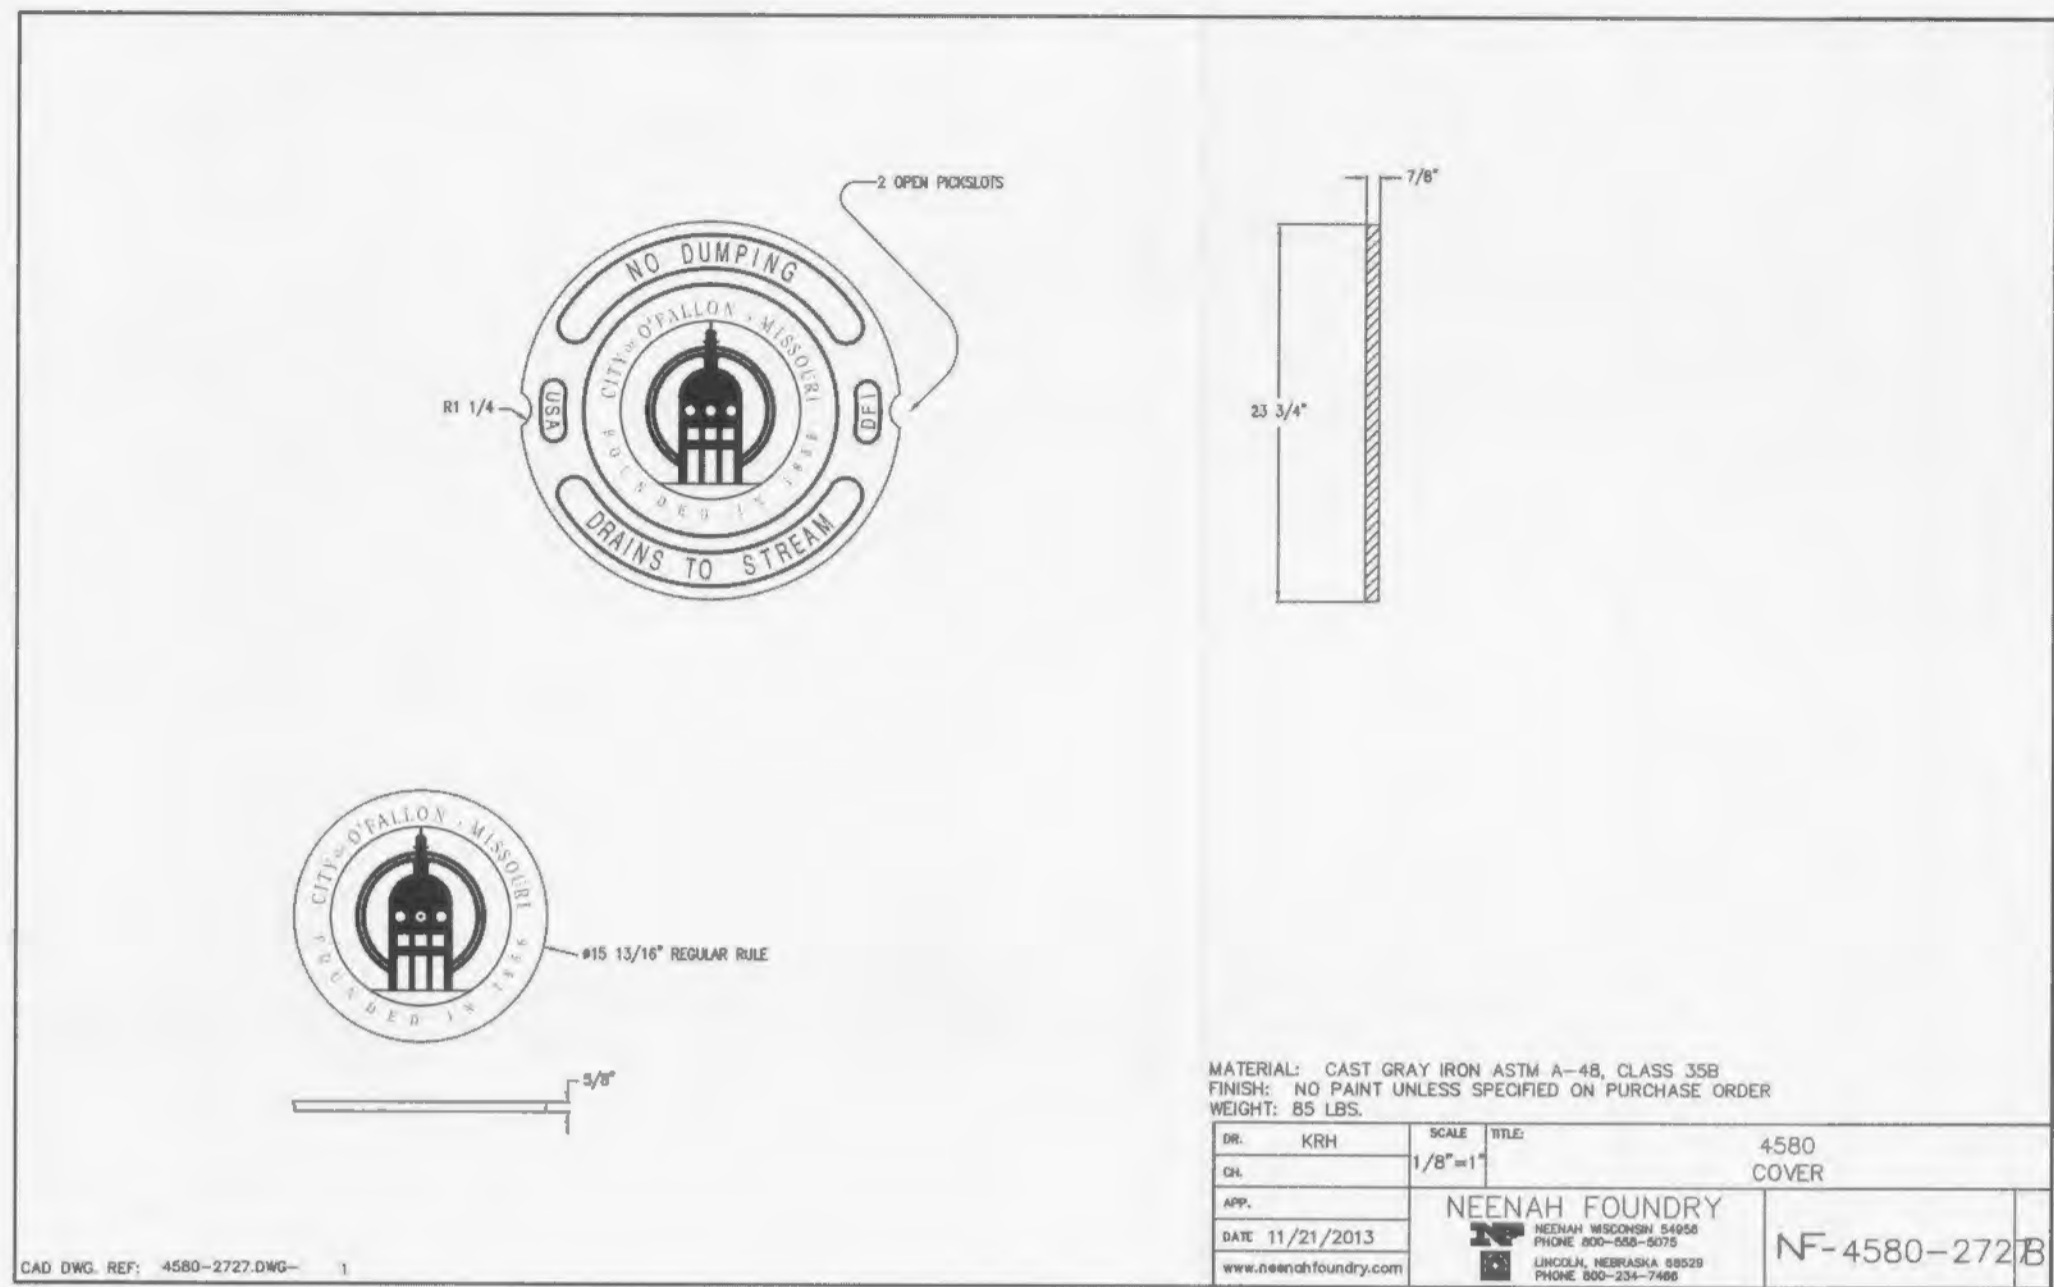 2 OPEN PICKSLOTS
7/8"
NO DUMPING
CITY OF O'FALLON · MISSOURI
R1 1/4
USA
DFI
23 3/4"
FOUNDED IN 1856
DRAINS TO STREAM
CITY OF O'FALLON · MISSOURI
ø15 13/16" REGULAR RULE
FOUNDED IN 1856
5/8"
MATERIAL: CAST GRAY IRON ASTM A-48, CLASS 35B
FINISH: NO PAINT UNLESS SPECIFIED ON PURCHASE ORDER
WEIGHT: 85 LBS.
DR. KRH
SCALE
1/8"=1"
TITLE:
4580
COVER
CH.
APP.
DATE 11/21/2013
www.neenahfoundry.com
NEENAH FOUNDRY
NF
NEENAH WISCONSIN 54956
PHONE 800-558-5075
LINCOLN, NEBRASKA 68529
PHONE 800-234-7466
NF-4580-2727B
CAD DWG. REF: 4580-2727.DWG- 1